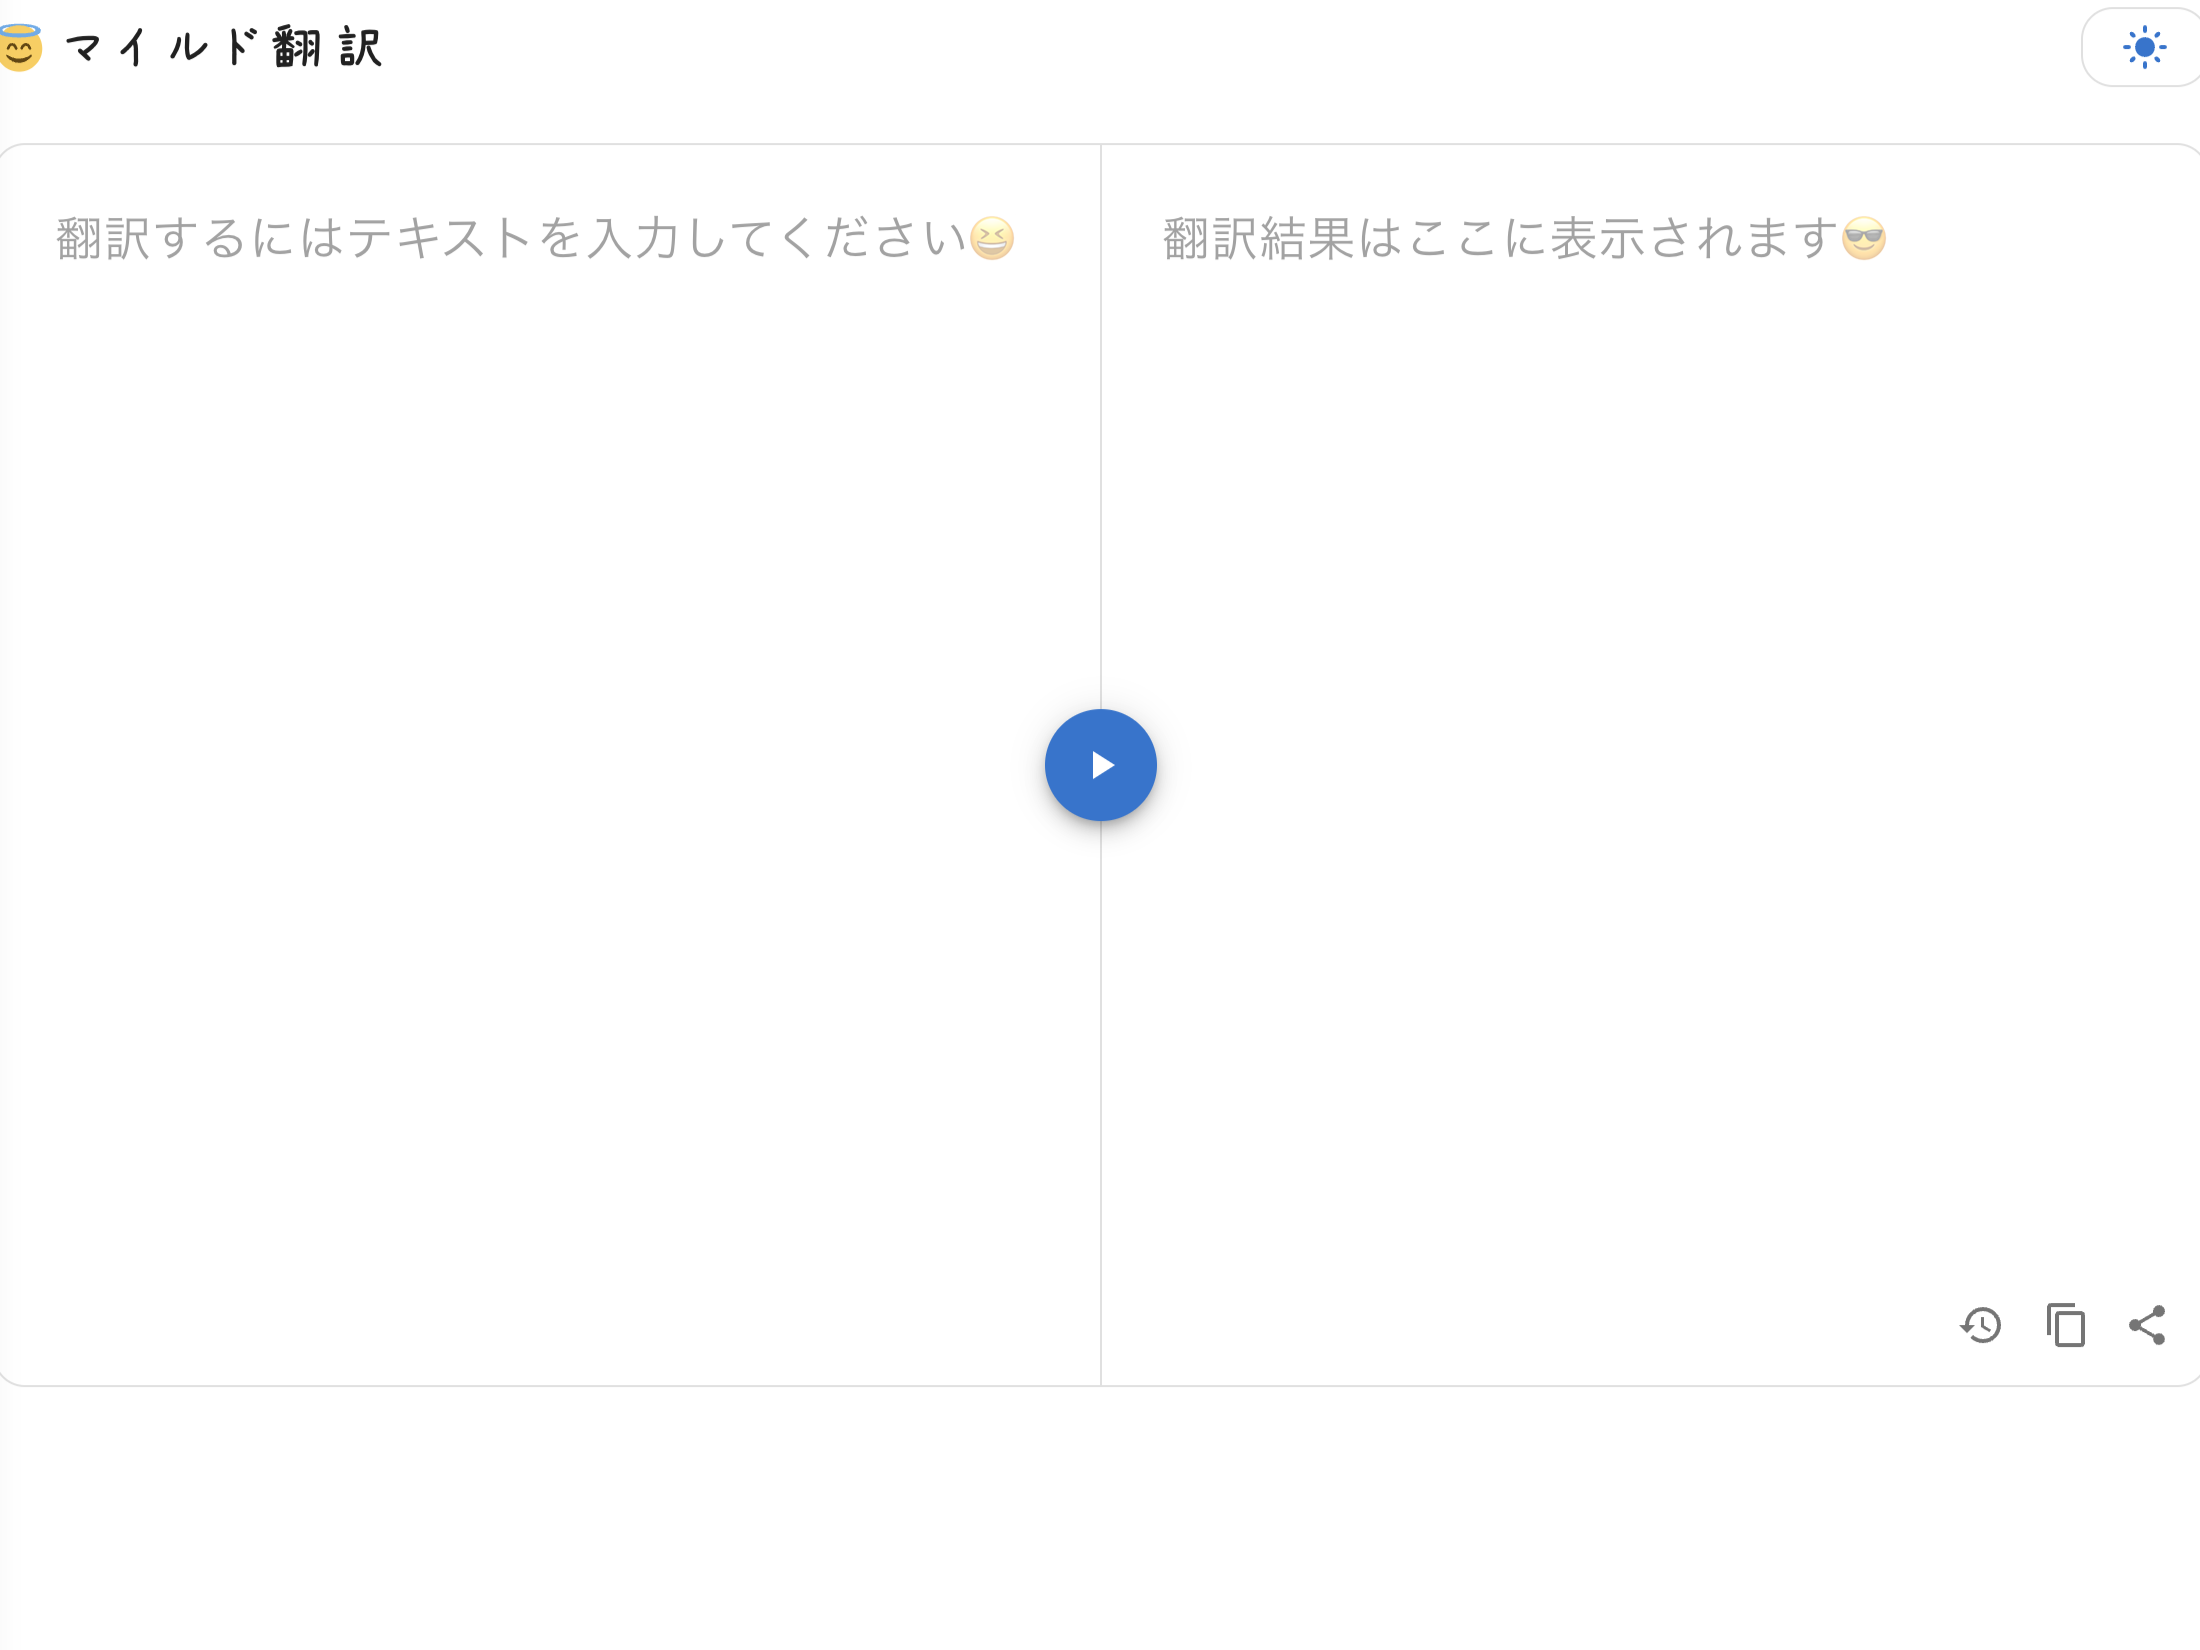 😇 マイルド翻訳
翻訳するにはテキストを入力してください😆
翻訳結果はここに表示されます😎